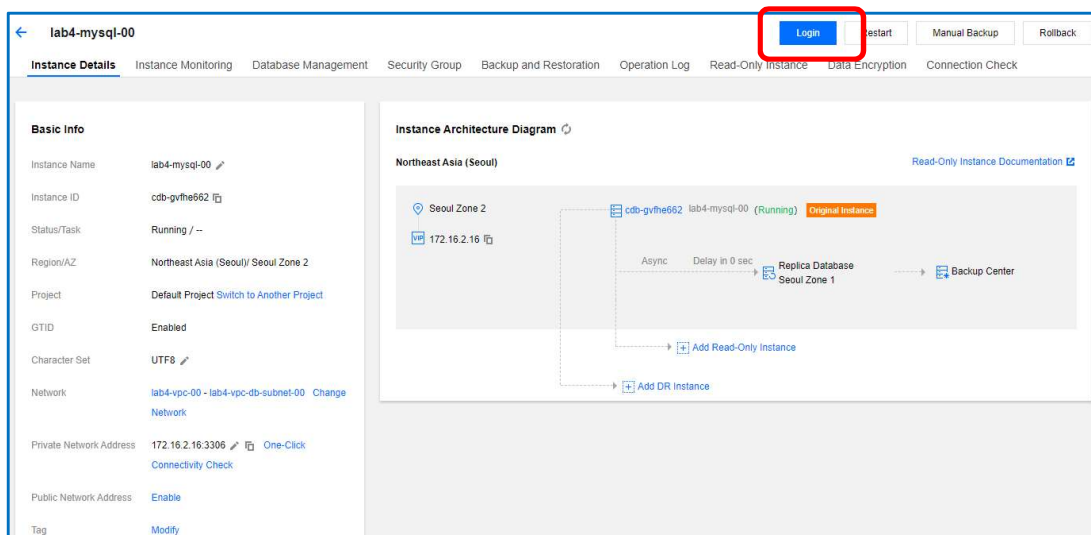 lab4-mysql-00
Login
Restart
Manual Backup
Rollback
Instance Details Instance Monitoring Database Management Security Group Backup and Restoration Operation Log Read-Only Instance Data Encryption Connection Check
Basic Info
Instance Name lab4-mysql-00
Instance ID cdb-gvfhe662
Status/Task Running / --
Region/AZ Northeast Asia (Seoul)/ Seoul Zone 2
Project Default Project Switch to Another Project
GTID Enabled
Character Set UTF8
Network lab4-vpc-00 - lab4-vpc-db-subnet-00 Change
Network
Private Network Address 172.16.2.16:3306 One-Click
Connectivity Check
Public Network Address Enable
Tag Modify
Instance Architecture Diagram
Northeast Asia (Seoul) Read-Only Instance Documentation
Seoul Zone 2
VIP 172.16.2.16
cdb-gvfhe662 lab4-mysql-00 (Running) Original Instance
Async Delay in 0 sec
Replica Database
Seoul Zone 1
Backup Center
Add Read-Only Instance
Add DR Instance